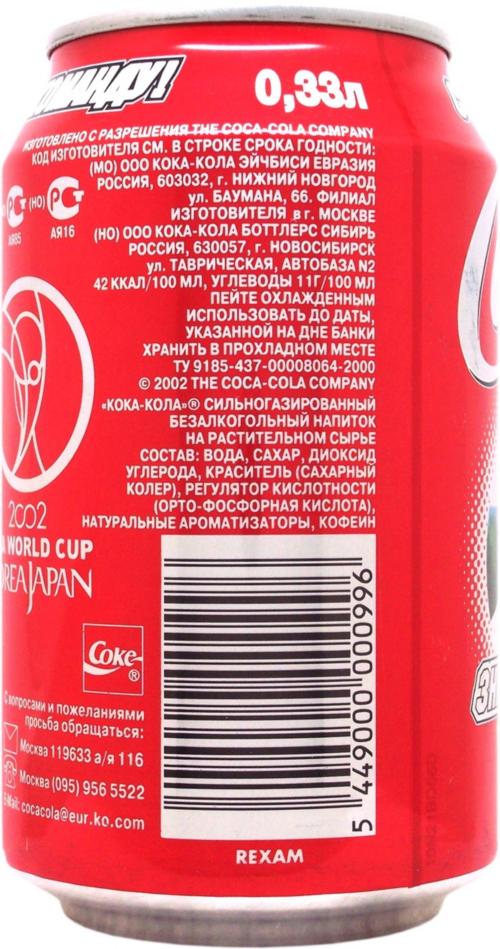 КОМАНДУ!
0,33л
ИЗГОТОВЛЕНО С РАЗРЕШЕНИЯ THE COCA-COLA COMPANY
КОД ИЗГОТОВИТЕЛЯ СМ. В СТРОКЕ СРОКА ГОДНОСТИ:
(МО) ООО КОКА-КОЛА ЭЙЧБИСИ ЕВРАЗИЯ
РОССИЯ, 603032, г. НИЖНИЙ НОВГОРОД
ул. БАУМАНА, 66. ФИЛИАЛ
ИЗГОТОВИТЕЛЯ в г. МОСКВЕ
(НО) ООО КОКА-КОЛА БОТТЛЕРС СИБИРЬ
РОССИЯ, 630057, г. НОВОСИБИРСК
ул. ТАВРИЧЕСКАЯ, АВТОБАЗА N2
42 ККАЛ/100 МЛ, УГЛЕВОДЫ 11Г/100 МЛ
ПЕЙТЕ ОХЛАЖДЕННЫМ
ИСПОЛЬЗОВАТЬ ДО ДАТЫ,
УКАЗАННОЙ НА ДНЕ БАНКИ
ХРАНИТЬ В ПРОХЛАДНОМ МЕСТЕ
ТУ 9185-437-00008064-2000
© 2002 THE COCA-COLA COMPANY
«КОКА-КОЛА»® СИЛЬНОГАЗИРОВАННЫЙ
БЕЗАЛКОГОЛЬНЫЙ НАПИТОК
НА РАСТИТЕЛЬНОМ СЫРЬЕ
СОСТАВ: ВОДА, САХАР, ДИОКСИД
УГЛЕРОДА, КРАСИТЕЛЬ (САХАРНЫЙ
КОЛЕР), РЕГУЛЯТОР КИСЛОТНОСТИ
(ОРТО-ФОСФОРНАЯ КИСЛОТА),
НАТУРАЛЬНЫЕ АРОМАТИЗАТОРЫ, КОФЕИН
(НО)
АЯ85 АЯ16
2002
A WORLD CUP
OREA JAPAN
Coke
®
С вопросами и пожеланиями
просьба обращаться:
Москва 119633 а/я 116
Москва (095) 956 5522
E-Mail: cocacola@eur.ko.com
5 449000 000996
REXAM